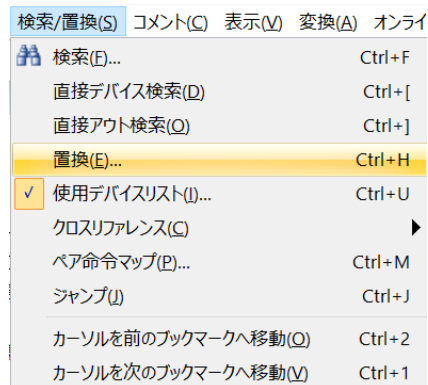 検索/置換(S) コメント(C) 表示(V) 変換(A) オンライ
検索(F)... Ctrl+F
直接デバイス検索(D) Ctrl+[
直接アウト検索(O) Ctrl+]
置換(E)... Ctrl+H
使用デバイスリスト(I)... Ctrl+U
クロスリファレンス(C)
ペア命令マップ(P)... Ctrl+M
ジャンプ(J) Ctrl+J
カーソルを前のブックマークへ移動(O) Ctrl+2
カーソルを次のブックマークへ移動(V) Ctrl+1